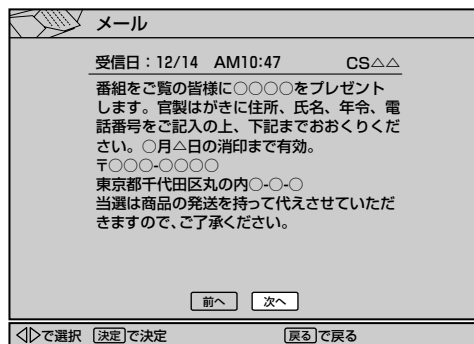 メール
受信日：12/14　AM10:47　CS△△
番組をご覧の皆様に○○○○をプレゼント
します。官製はがきに住所、氏名、年令、電
話番号をご記入の上、下記までおおくりくだ
さい。○月△日の消印まで有効。
〒○○○-○○○○
東京都千代田区丸の内○-○-○
当選は商品の発送を持って代えさせていただ
きますので、ご了承ください。
前へ　次へ
◁▷で選択　決定で決定　戻るで戻る